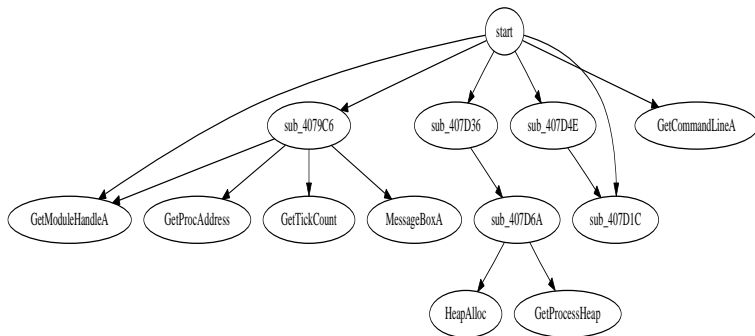 start
sub_4079C6
sub_407D36
sub_407D4E
GetCommandLineA
GetModuleHandleA
GetProcAddress
GetTickCount
MessageBoxA
sub_407D6A
sub_407D1C
HeapAlloc
GetProcessHeap